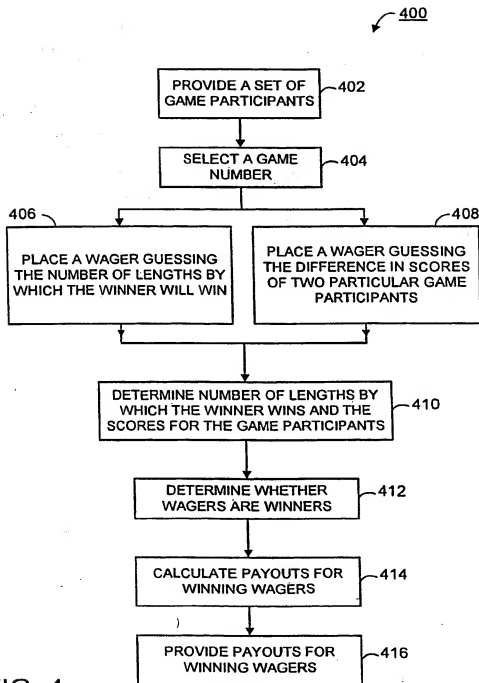 400
PROVIDE A SET OF
GAME PARTICIPANTS
402
SELECT A GAME
NUMBER
404
406
PLACE A WAGER GUESSING
THE NUMBER OF LENGTHS BY
WHICH THE WINNER WILL WIN
408
PLACE A WAGER GUESSING
THE DIFFERENCE IN SCORES
OF TWO PARTICULAR GAME
PARTICIPANTS
DETERMINE NUMBER OF LENGTHS BY
WHICH THE WINNER WINS AND THE
SCORES FOR THE GAME PARTICIPANTS
410
DETERMINE WHETHER
WAGERS ARE WINNERS
412
CALCULATE PAYOUTS FOR
WINNING WAGERS
414
PROVIDE PAYOUTS FOR
WINNING WAGERS
416